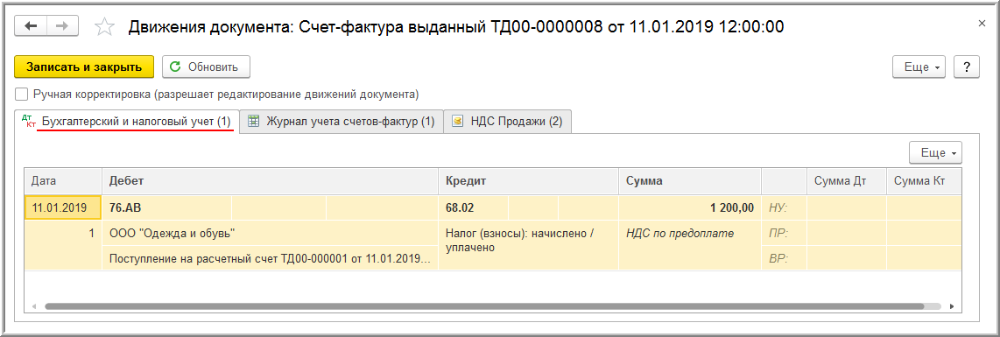 Движения документа: Счет-фактура выданный ТД00-0000008 от 11.01.2019 12:00:00
Записать и закрыть Обновить Еще ?
Ручная корректировка (разрешает редактирование движений документа)
Дт Кт Бухгалтерский и налоговый учет (1) Журнал учета счетов-фактур (1) НДС Продажи (2)
Еще
Дата Дебет Кредит Сумма Сумма Дт Сумма Кт
11.01.2019 76.АВ 68.02 1 200,00 НУ:
1 ООО "Одежда и обувь" Налог (взносы): начислено / НДС по предоплате ПР:
уплачено
Поступление на расчетный счет ТД00-000001 от 11.01.2019... ВР: